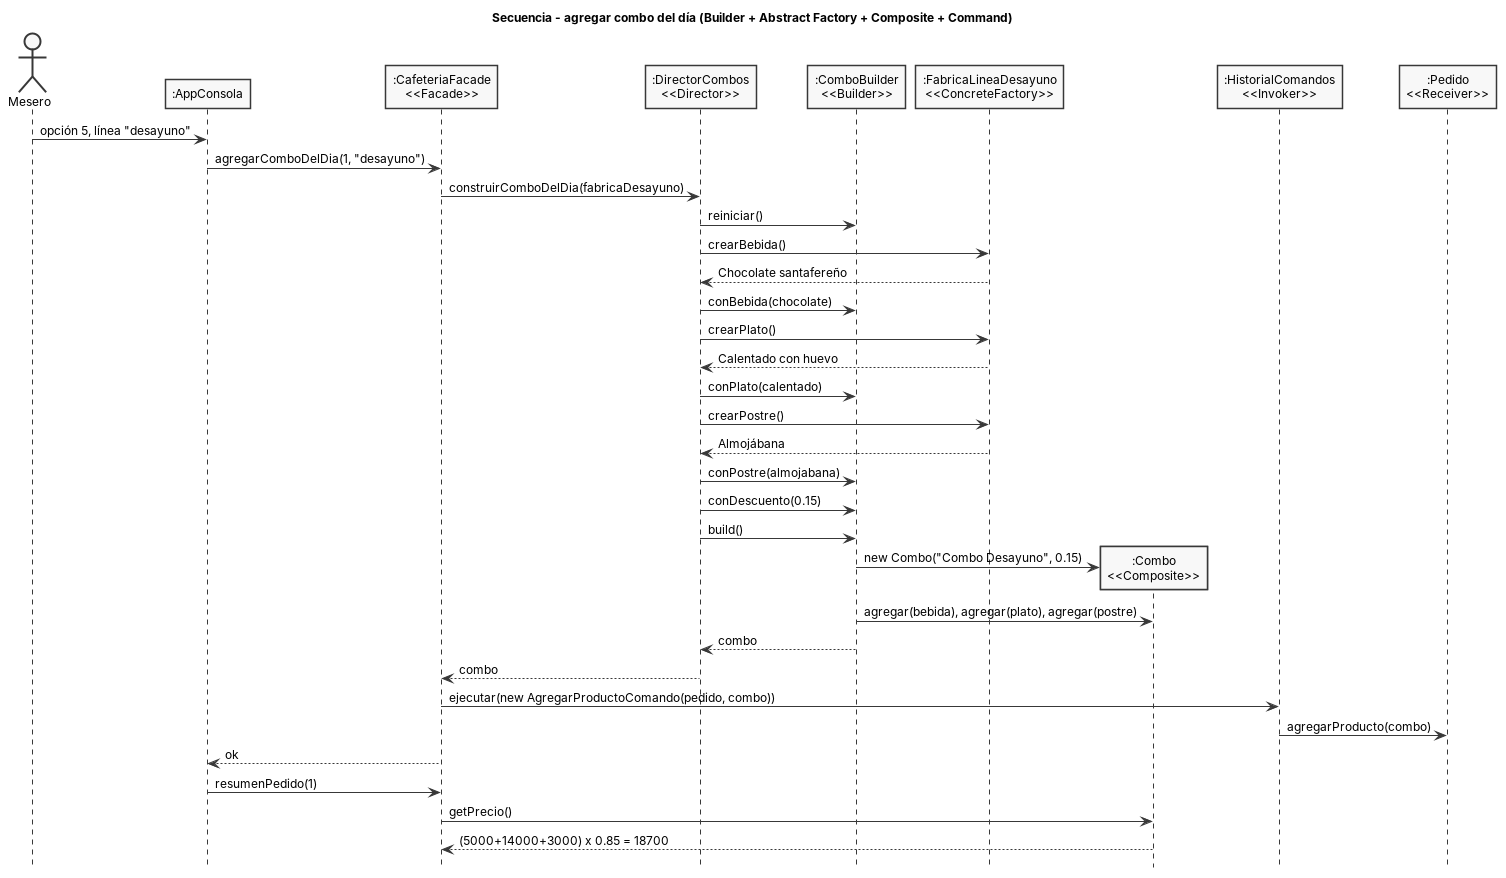 Secuencia - agregar combo del día (Builder + Abstract Factory + Composite + Command)
Mesero
:AppConsola
:CafeteriaFacade
<<Facade>>
:DirectorCombos
<<Director>>
:ComboBuilder
<<Builder>>
:FabricaLineaDesayuno
<<ConcreteFactory>>
:HistorialComandos
<<Invoker>>
:Pedido
<<Receiver>>
opción 5, línea "desayuno"
agregarComboDelDia(1, "desayuno")
construirComboDelDia(fabricaDesayuno)
reiniciar()
crearBebida()
Chocolate santafereño
conBebida(chocolate)
crearPlato()
Calentado con huevo
conPlato(calentado)
crearPostre()
Almojábana
conPostre(almojabana)
conDescuento(0.15)
build()
new Combo("Combo Desayuno", 0.15)
:Combo
<<Composite>>
agregar(bebida), agregar(plato), agregar(postre)
combo
combo
ejecutar(new AgregarProductoComando(pedido, combo))
agregarProducto(combo)
ok
resumenPedido(1)
getPrecio()
(5000+14000+3000) x 0.85 = 18700